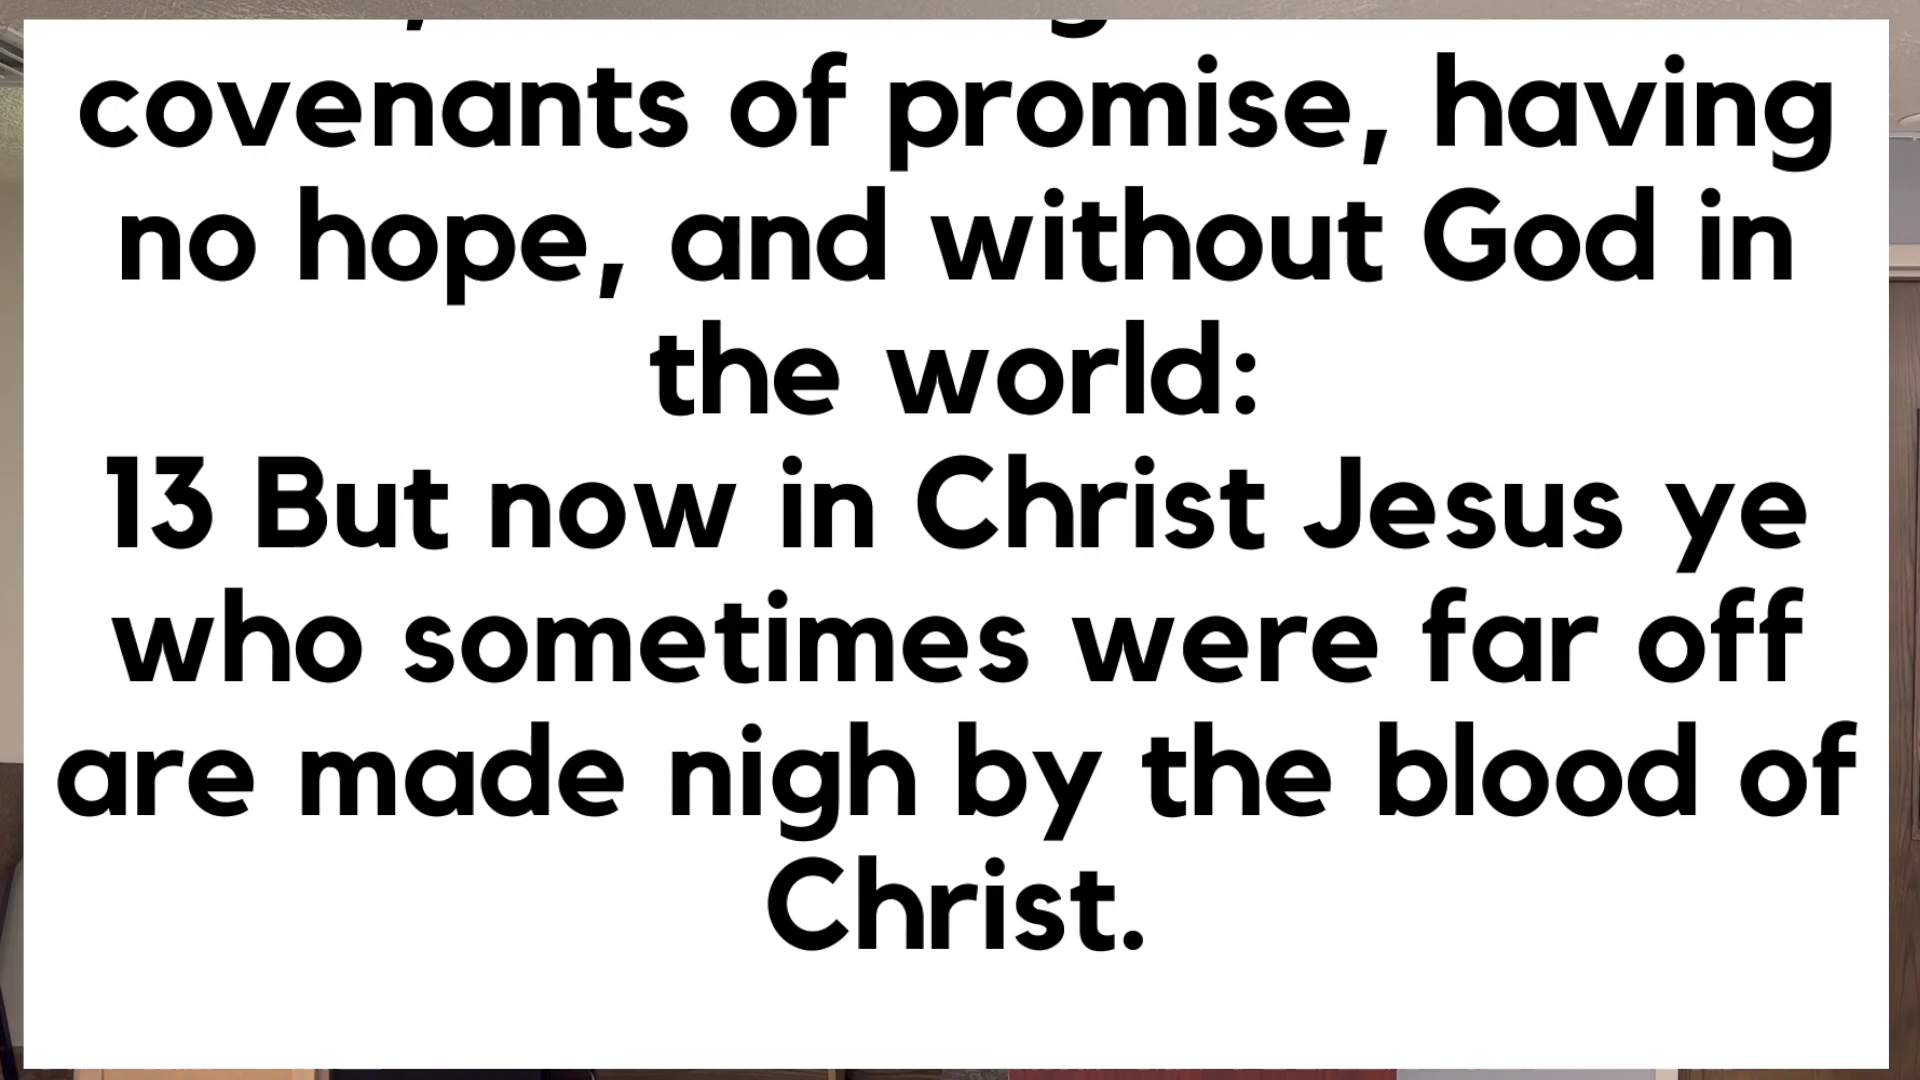 covenants of promise, having
no hope, and without God in
the world:
13 But now in Christ Jesus ye
who sometimes were far off
are made nigh by the blood of
Christ.